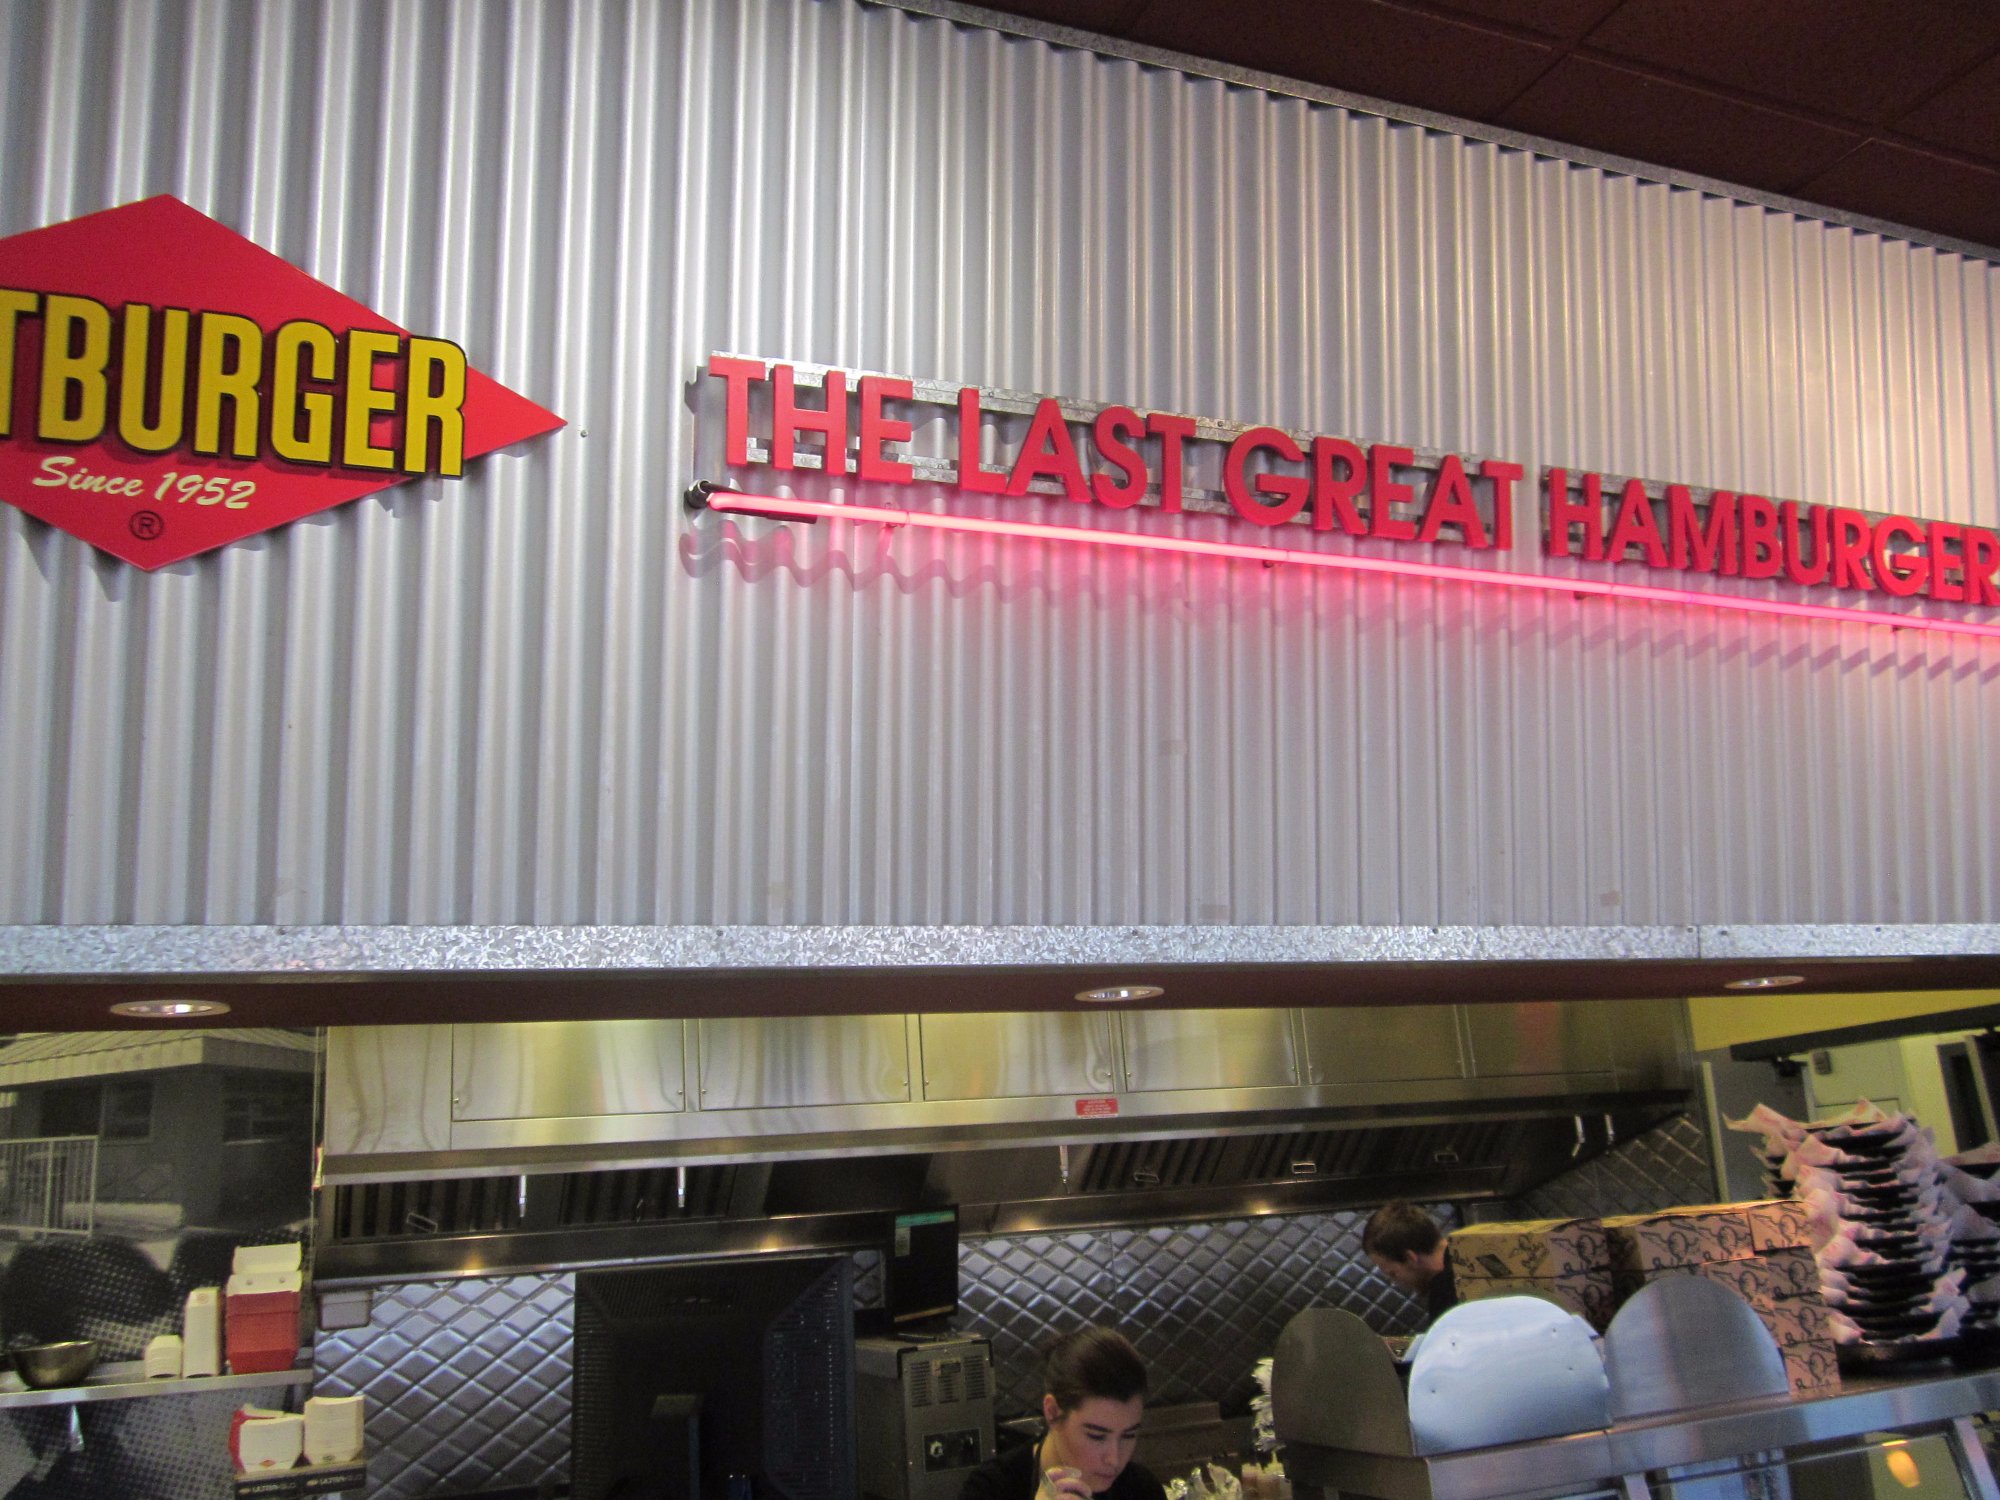 TBURGER
Since 1952
®
THE LAST GREAT HAMBURGER